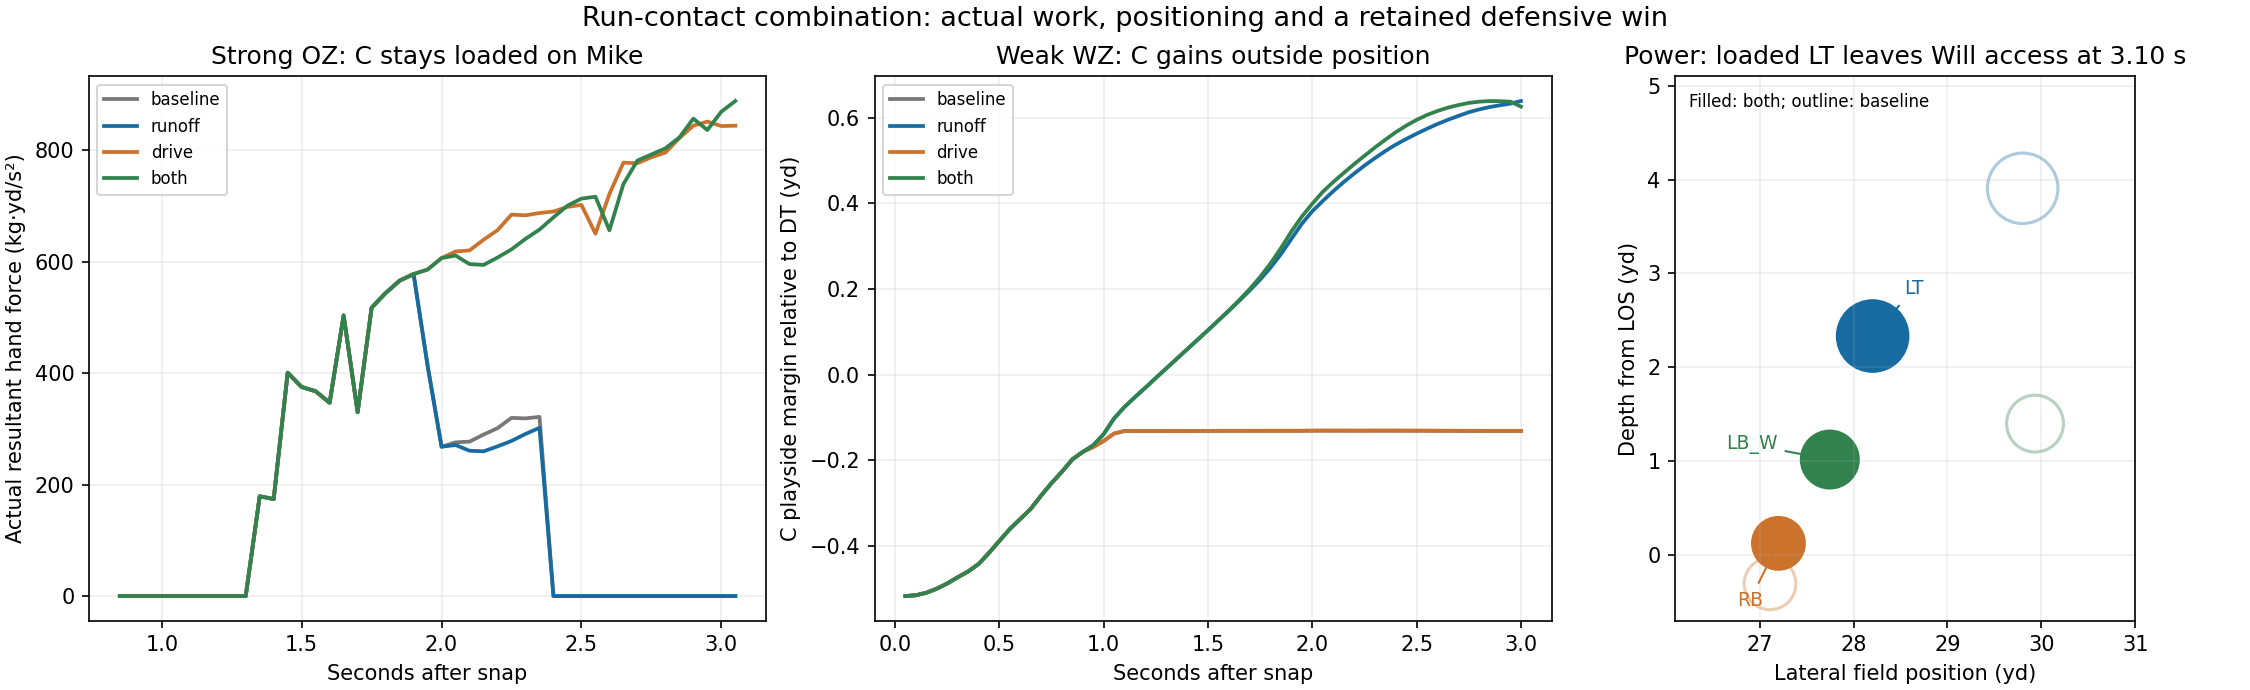 Run-contact combination: actual work, positioning and a retained defensive win
Strong OZ: C stays loaded on Mike
Actual resultant hand force (kg·yd/s²)
baseline
runoff
drive
both
800
600
400
200
0
1.0
1.5
2.0
2.5
3.0
Seconds after snap
Weak WZ: C gains outside position
C playside margin relative to DT (yd)
baseline
runoff
drive
both
0.6
0.4
0.2
0.0
−0.2
−0.4
0.0
0.5
1.0
1.5
2.0
2.5
3.0
Seconds after snap
Power: loaded LT leaves Will access at 3.10 s
Depth from LOS (yd)
Filled: both; outline: baseline
5
4
3
2
1
0
LT
LB_W
RB
27
28
29
30
31
Lateral field position (yd)